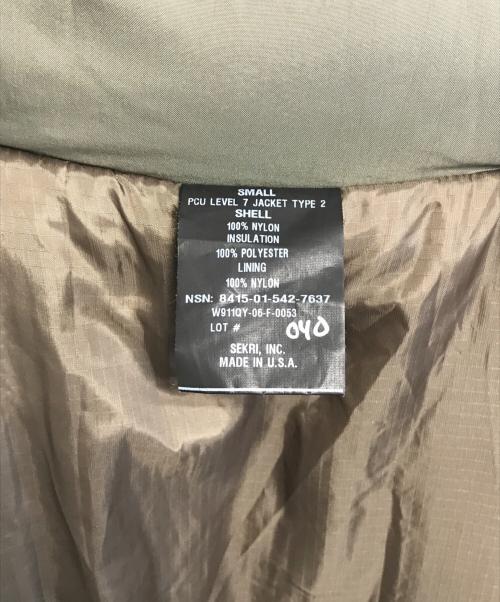 SMALL
PCU LEVEL 7 JACKET TYPE 2
SHELL
100% NYLON
INSULATION
100% POLYESTER
LINING
100% NYLON
NSN: 8415-01-542-7637
W911QY-06-F-0053
LOT # 040
SEKRI, INC.
MADE IN U.S.A.